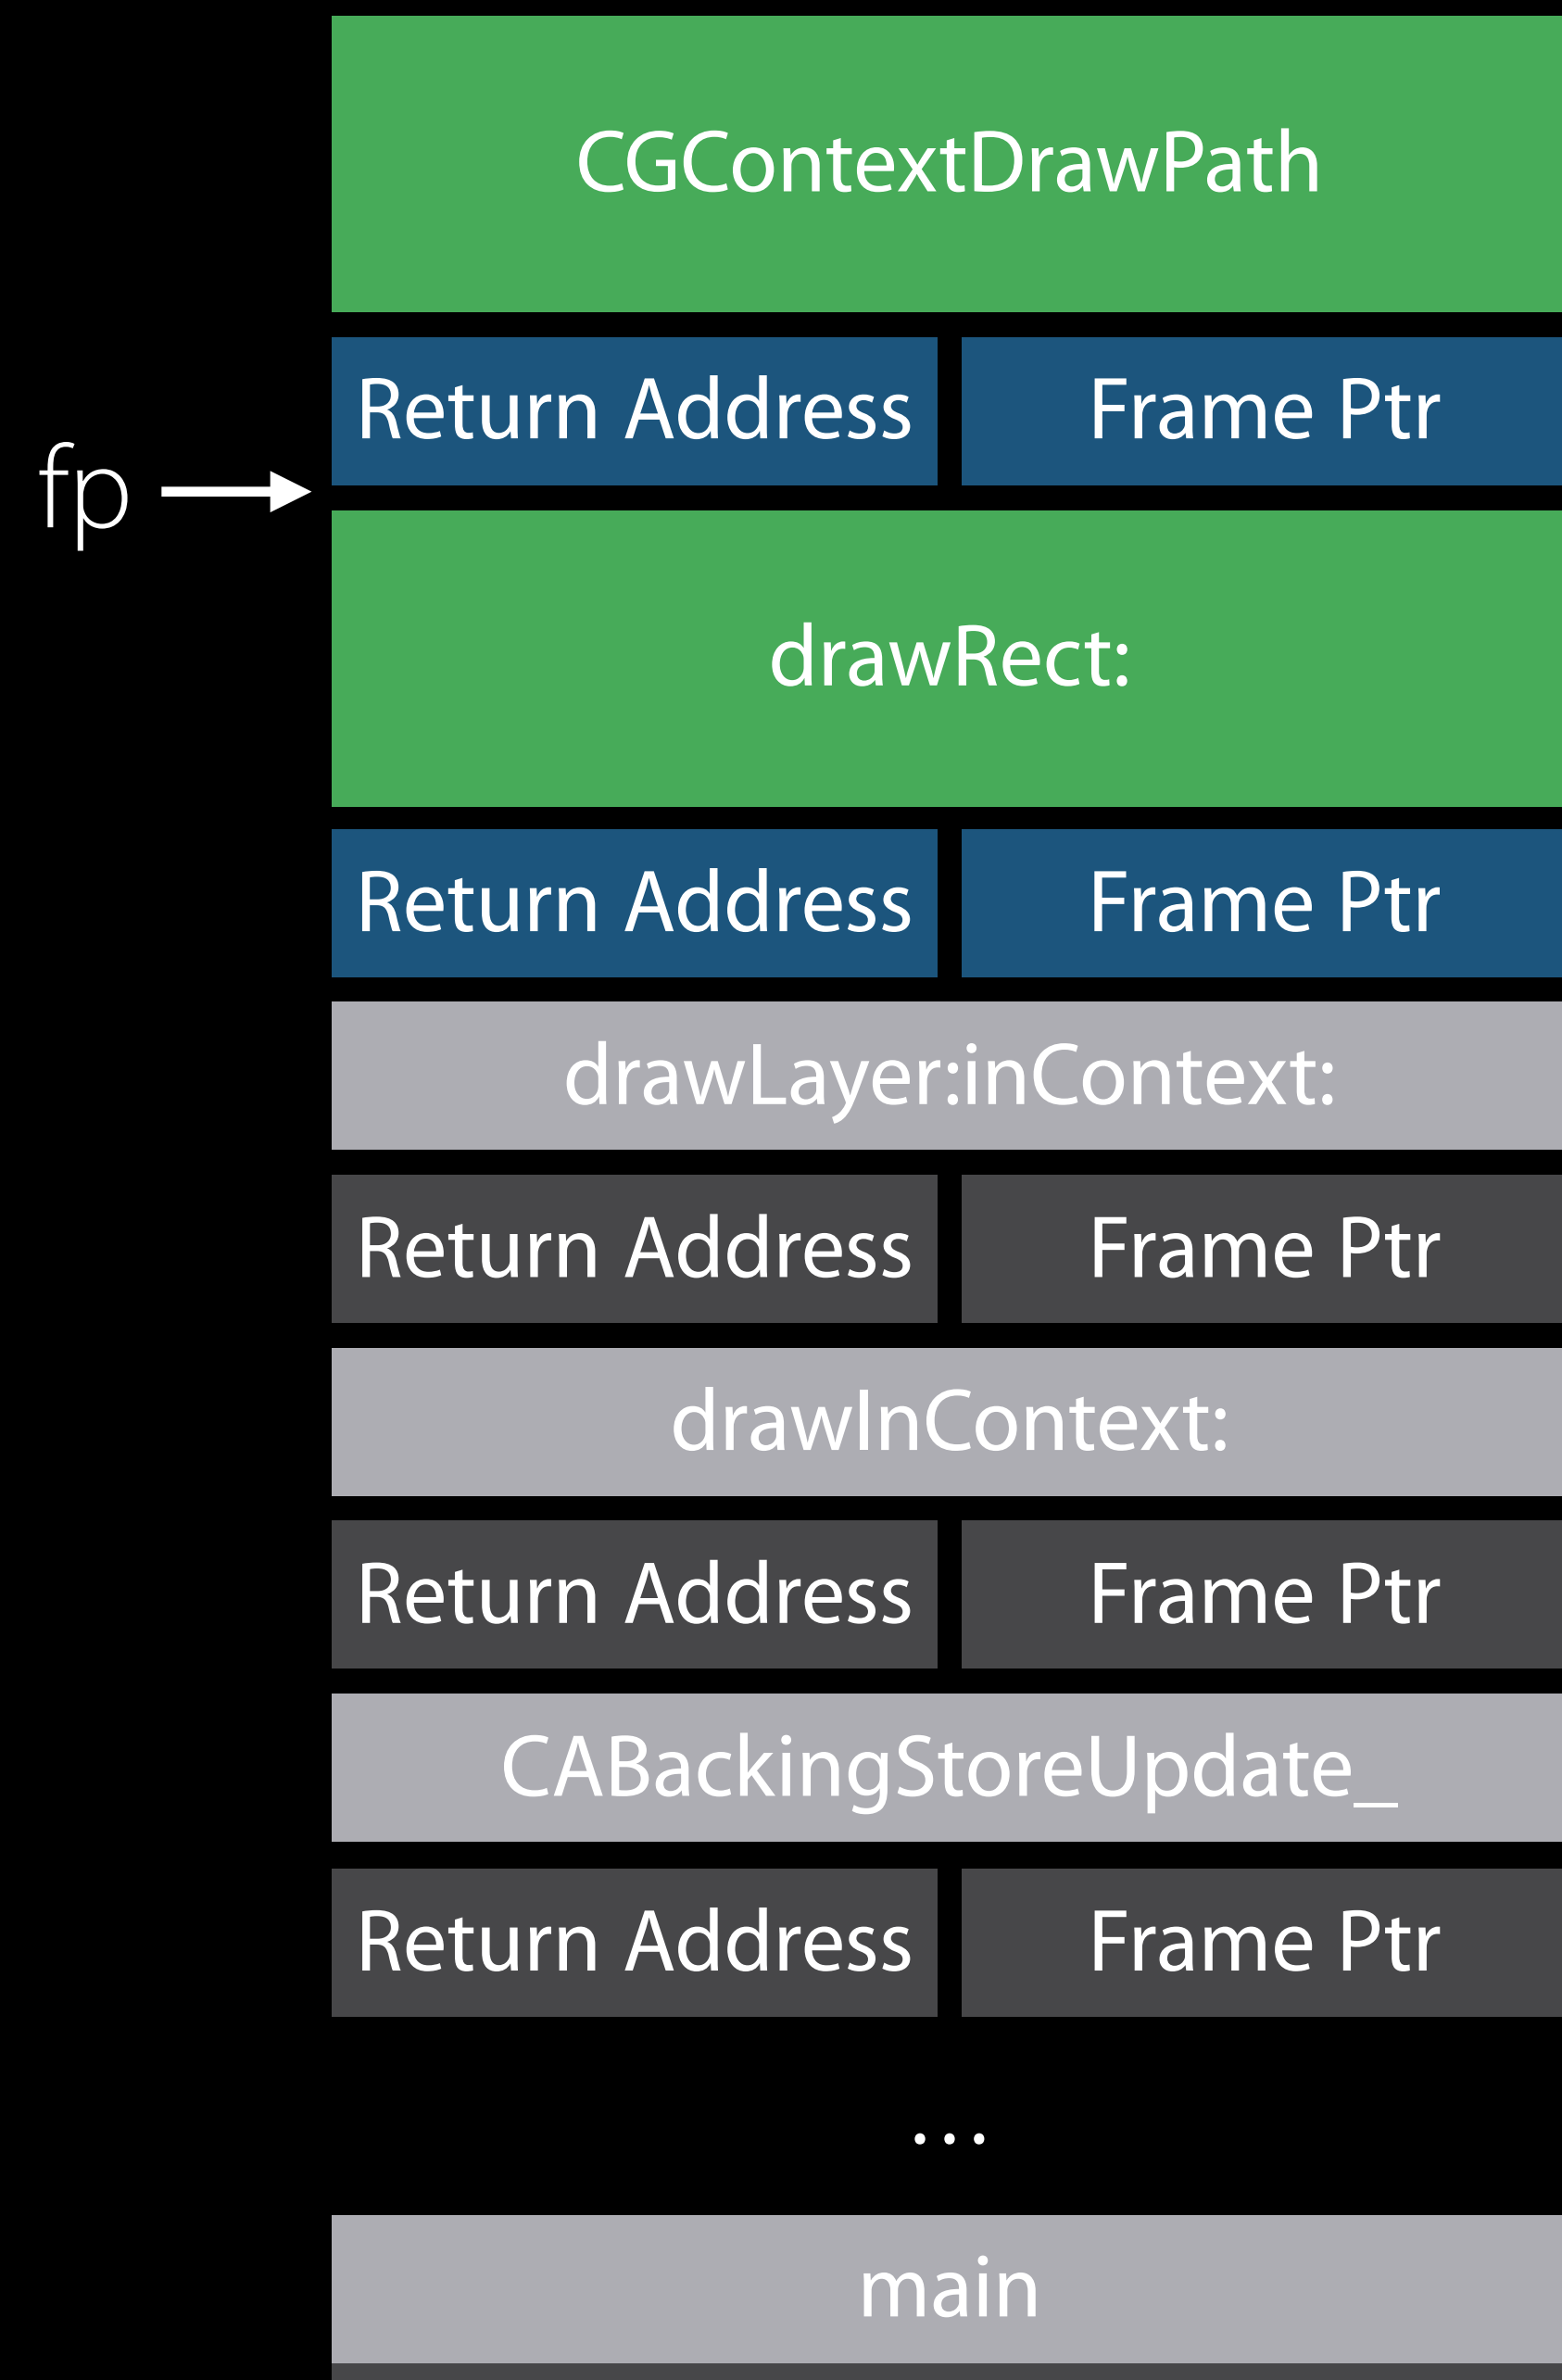 CGContextDrawPath
Return Address Frame Ptr
fp
drawRect:
Return Address Frame Ptr
drawLayer:inContext:
Return Address Frame Ptr
drawInContext:
Return Address Frame Ptr
CABackingStoreUpdate_
Return Address Frame Ptr
...
main